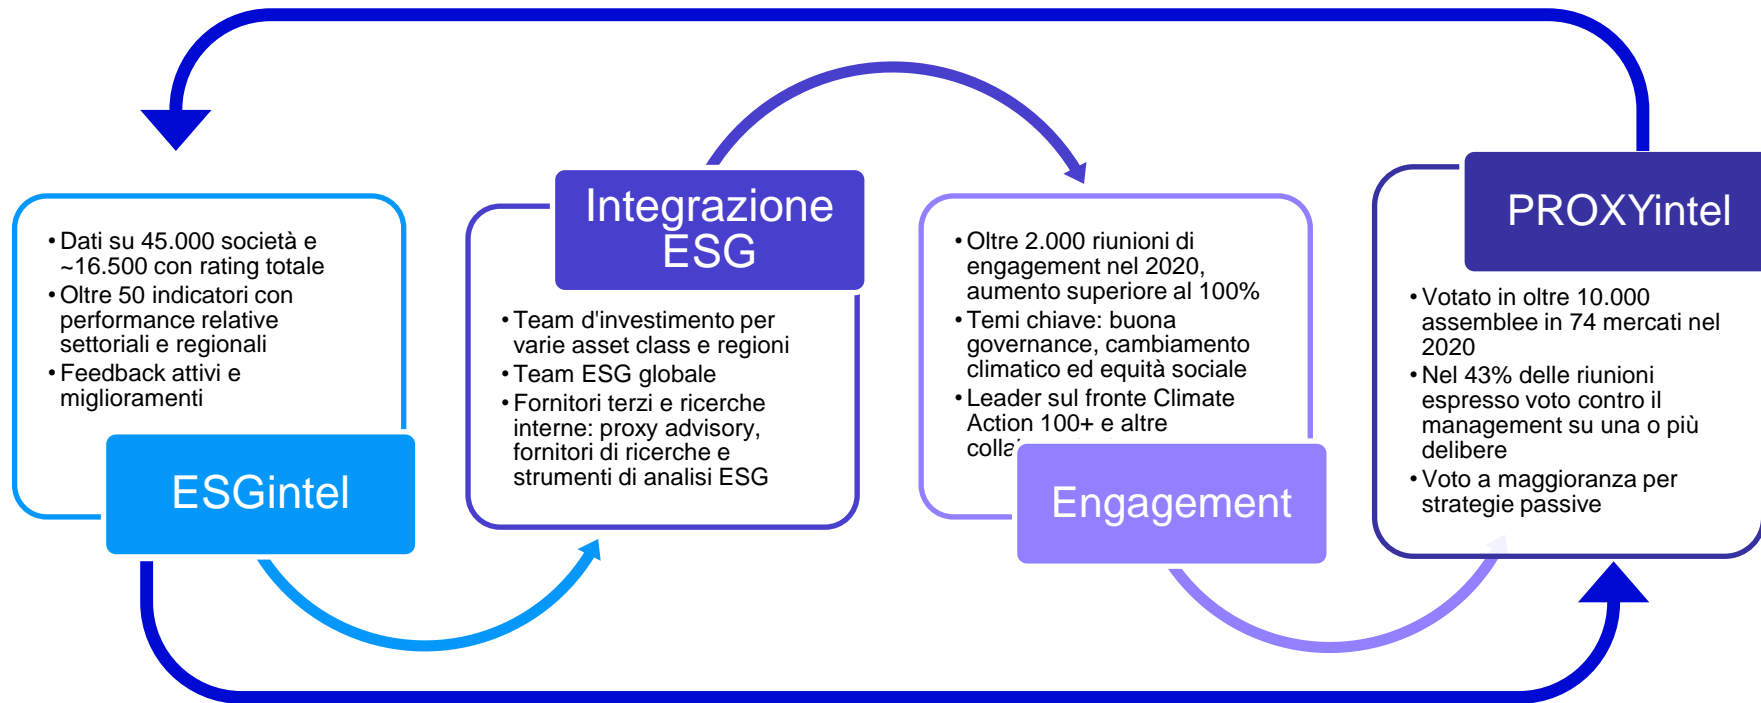 • Dati su 45.000 società e
~16.500 con rating totale
• Oltre 50 indicatori con
performance relative
settoriali e regionali
• Feedback attivi e
miglioramenti
ESGintel
Integrazione
ESG
• Team d'investimento per
varie asset class e regioni
• Team ESG globale
• Fornitori terzi e ricerche
interne: proxy advisory,
fornitori di ricerche e
strumenti di analisi ESG
• Oltre 2.000 riunioni di
engagement nel 2020,
aumento superiore al 100%
• Temi chiave: buona
governance, cambiamento
climatico ed equità sociale
• Leader sul fronte Climate
Action 100+ e altre
Engagement
PROXYintel
• Votato in oltre 10.000
assemblee in 74 mercati nel
2020
• Nel 43% delle riunioni
espresso voto contro il
management su una o più
delibere
• Voto a maggioranza per
strategie passive